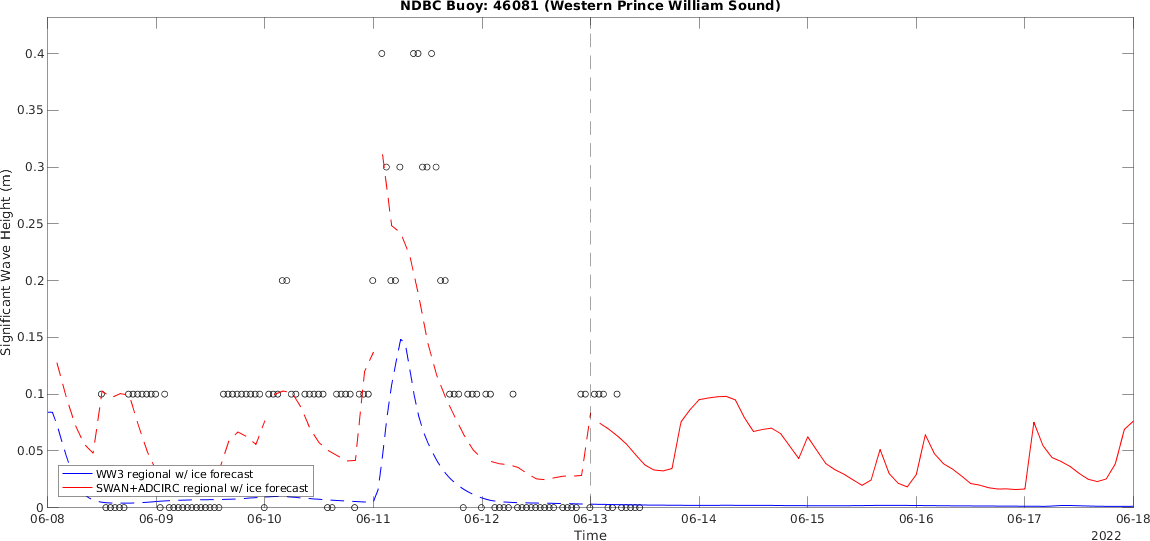 NDBC Buoy: 46081 (Western Prince William Sound)
Significant Wave Height (m)
0.4
0.35
0.3
0.25
0.2
0.15
0.1
0.05
0
WW3 regional w/ ice forecast
SWAN+ADCIRC regional w/ ice forecast
06-08 06-09 06-10 06-11 06-12 06-13 06-14 06-15 06-16 06-17 06-18
Time
2022